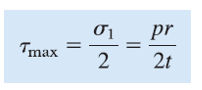 τmax = σ1/2 = pr/2t